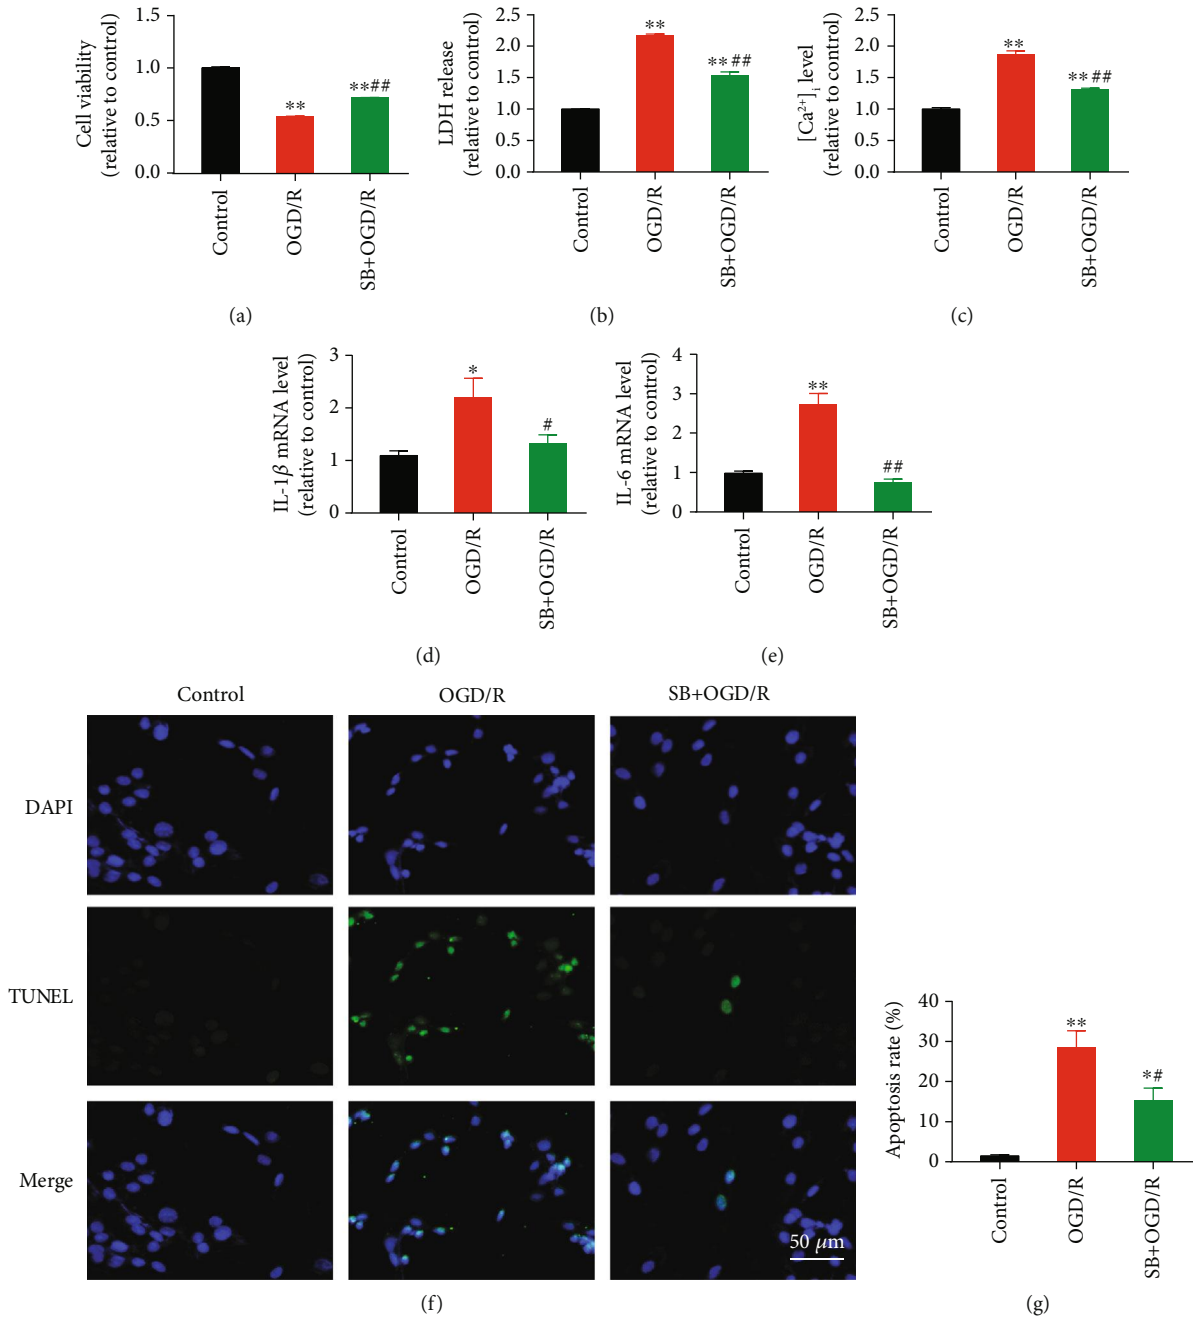 Cell viability
(relative to control)
1.5
1.0
0.5
0.0
**
**##
Control
OGD/R
SB+OGD/R
(a)
LDH release
(relative to control)
2.5
2.0
1.5
1.0
0.5
0.0
**
**##
Control
OGD/R
SB+OGD/R
(b)
[Ca²⁺]ᵢ level
(relative to control)
2.5
2.0
1.5
1.0
0.5
0.0
**
**##
Control
OGD/R
SB+OGD/R
(c)
IL-1β mRNA level
(relative to control)
3
2
1
0
*
#
Control
OGD/R
SB+OGD/R
(d)
IL-6 mRNA level
(relative to control)
4
3
2
1
0
**
##
Control
OGD/R
SB+OGD/R
(e)
Control
OGD/R
SB+OGD/R
DAPI
TUNEL
Merge
50 μm
(f)
Apoptosis rate (%)
40
30
20
10
0
**
*#
Control
OGD/R
SB+OGD/R
(g)